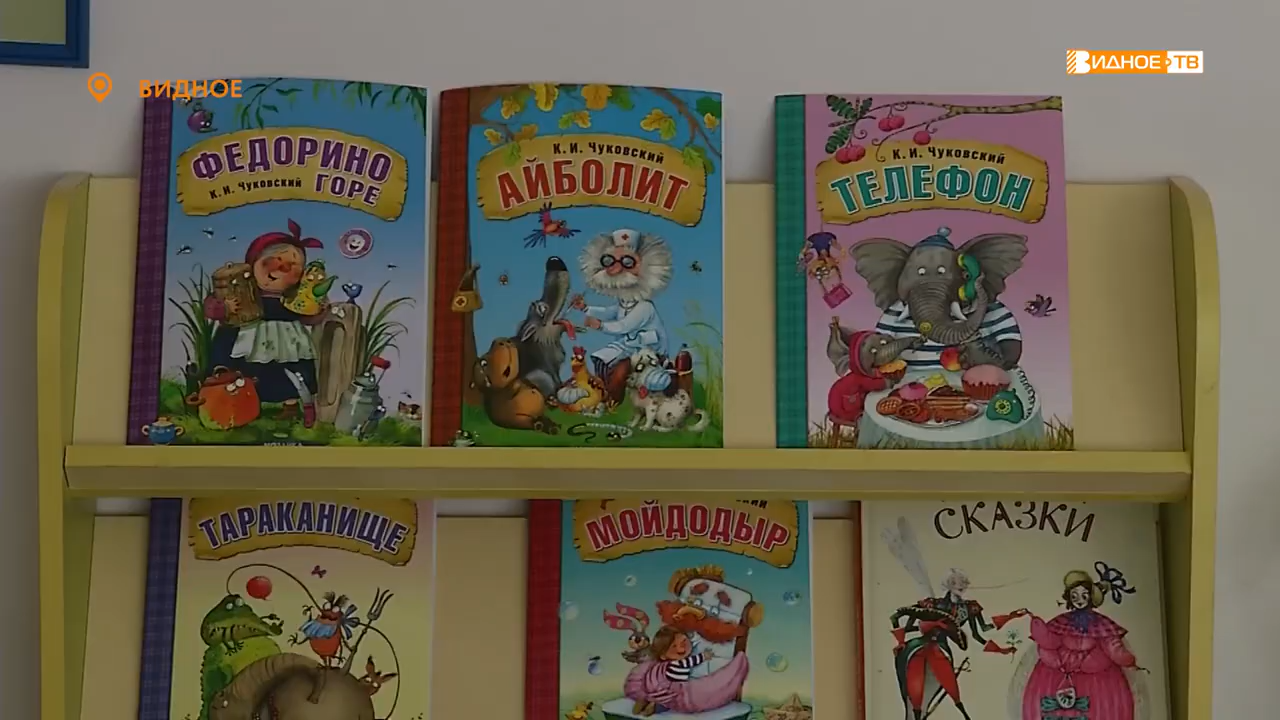 ВИДНОЕ
ВИДНОЕ ТВ
ФЕДОРИНО
ГОРЕ
К. И. Чуковский
К. И. Чуковский
АЙБОЛИТ
К. И. Чуковский
ТЕЛЕФОН
ТАРАКАНИЩЕ
МОЙДОДЫР
СКАЗКИ